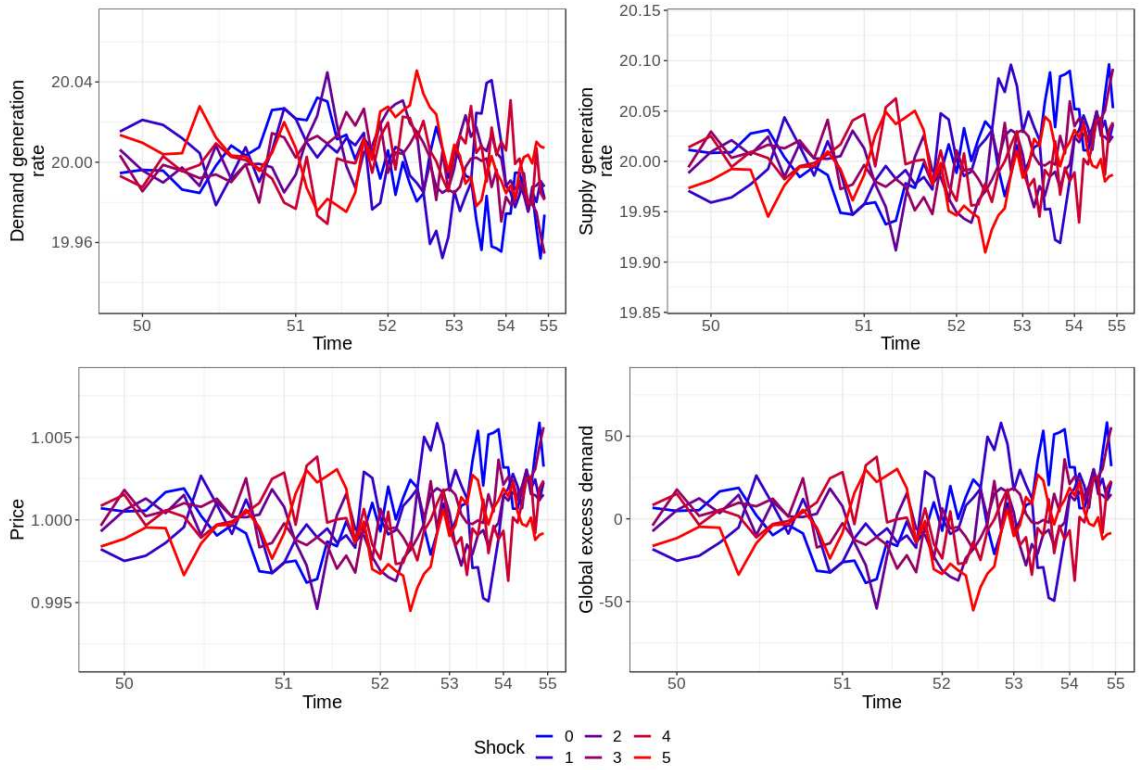 Demand generation
rate
20.04
20.00
19.96
50 51 52 53 54 55
Time
Supply generation
rate
20.15
20.10
20.05
20.00
19.95
19.90
19.85
50 51 52 53 54 55
Time
Price
1.005
1.000
0.995
50 51 52 53 54 55
Time
Global excess demand
50
0
-50
50 51 52 53 54 55
Time
Shock
0 2 4
1 3 5